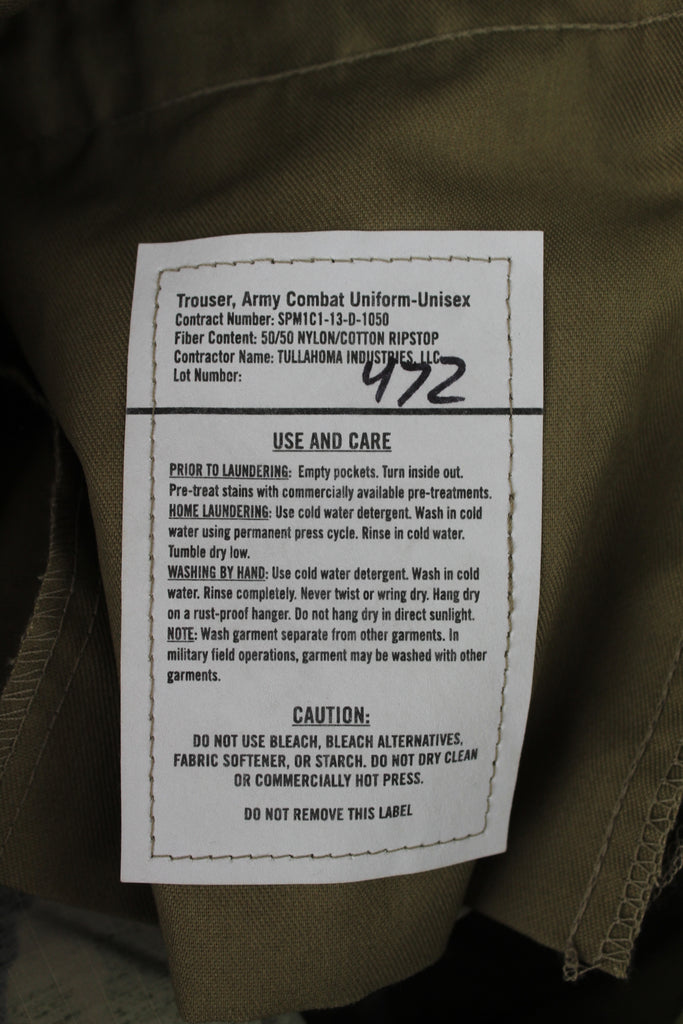 Trouser, Army Combat Uniform-Unisex
Contract Number: SPM1C1-13-D-1050
Fiber Content: 50/50 NYLON/COTTON RIPSTOP
Contractor Name: TULLAHOMA INDUSTRIES, LLC
Lot Number: 472
USE AND CARE
PRIOR TO LAUNDERING: Empty pockets. Turn inside out.
Pre-treat stains with commercially available pre-treatments.
HOME LAUNDERING: Use cold water detergent. Wash in cold
water using permanent press cycle. Rinse in cold water.
Tumble dry low.
WASHING BY HAND: Use cold water detergent. Wash in cold
water. Rinse completely. Never twist or wring dry. Hang dry
on a rust-proof hanger. Do not hang dry in direct sunlight.
NOTE: Wash garment separate from other garments. In
military field operations, garment may be washed with other
garments.
CAUTION:
DO NOT USE BLEACH, BLEACH ALTERNATIVES,
FABRIC SOFTENER, OR STARCH. DO NOT DRY CLEAN
OR COMMERCIALLY HOT PRESS.
DO NOT REMOVE THIS LABEL